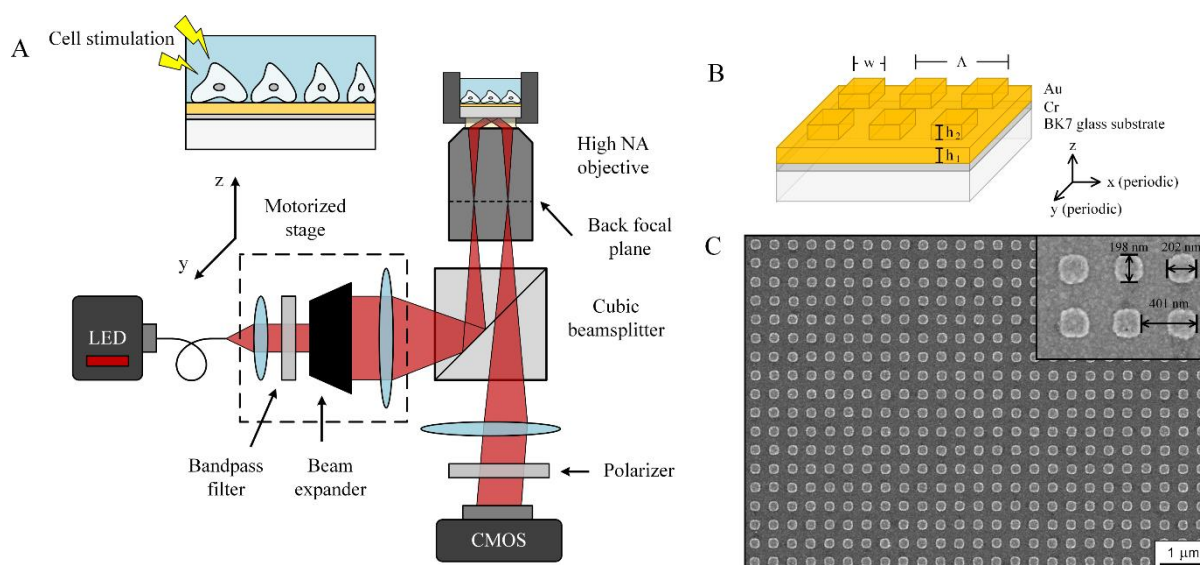 A
Cell stimulation
z
y
Motorized
stage
LED
Bandpass
filter
Beam
expander
High NA
objective
Back focal
plane
Cubic
beamsplitter
Polarizer
CMOS
B
w
Λ
Au
Cr
BK7 glass substrate
h₂
h₁
z
x (periodic)
y (periodic)
C
198 nm
202 nm
401 nm
1 μm